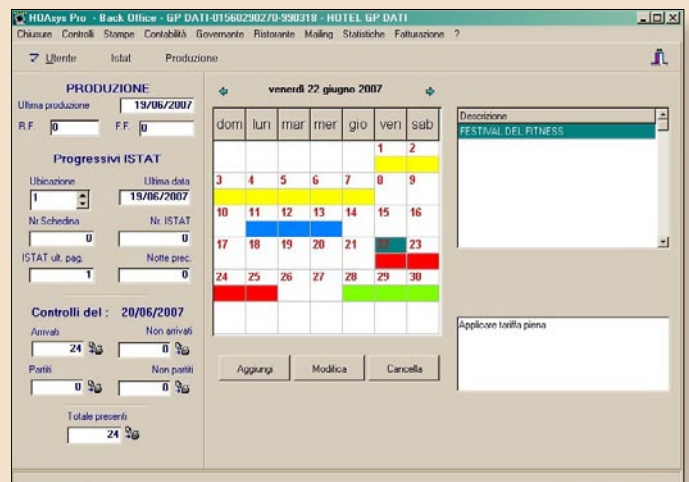 HOAsys Pro - Back Office - GP DATI-01560290270-990318 - HOTEL GP DATI
Chiusure Controlli Stampe Contabilità Governante Ristorante Mailing Statistiche Fatturazione ?
Utente Istat Produzione
PRODUZIONE
Ultima produzione 19/06/2007
R.F. 0 F.F. 0
Progressivi ISTAT
Ubicazione Ultima data
1 19/06/2007
Nr.Schedina Nr. ISTAT
0 0
ISTAT ult. pag. Notte prec.
1 0
Controlli del : 20/06/2007
Arrivati Non arrivati
24 0
Partiti Non partiti
0 0
Totale presenti
24
venerdì 22 giugno 2007
dom lun mar mer gio ven sab
1 2
3 4 5 6 7 8 9
10 11 12 13 14 15 16
17 18 19 20 21 22 23
24 25 26 27 28 29 30
Aggiungi Modifica Cancella
Descrizione
FESTIVAL DEL FITNESS
Applicare tariffa piena